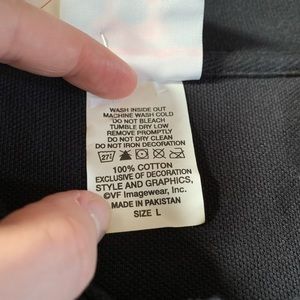 WASH INSIDE OUT
MACHINE WASH COLD
DO NOT BLEACH
TUMBLE DRY LOW
REMOVE PROMPTLY
DO NOT DRY CLEAN
DO NOT IRON DECORATION
27
100% COTTON
EXCLUSIVE OF DECORATION
STYLE AND GRAPHICS,
©VF Imagewear, Inc.
MADE IN PAKISTAN
SIZE L